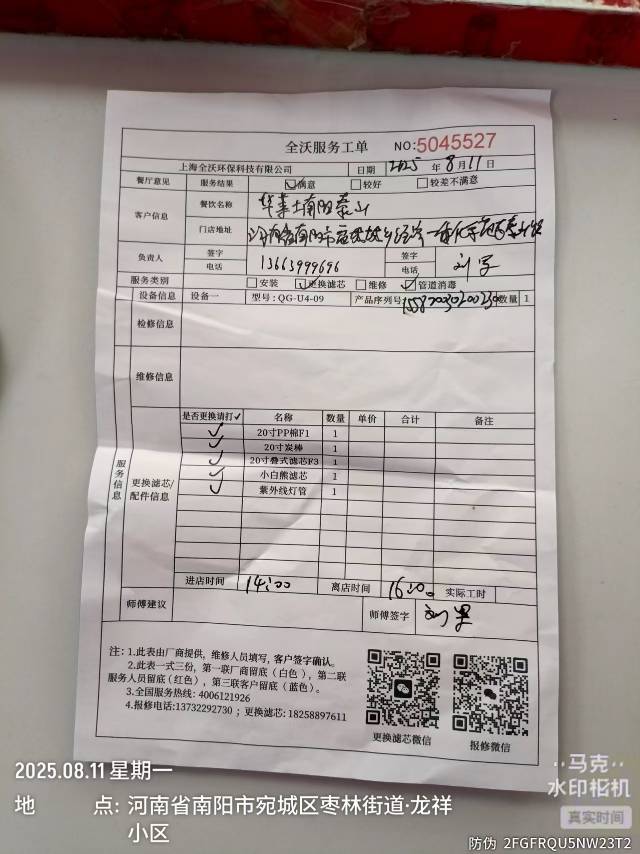 全沃服务工单 NO:5045527
上海全沃环保科技有限公司 日期 2025 年 8 月 11 日
餐厅意见 服务结果 ☑满意 □较好 □较差不满意
客户信息 餐饮名称 华莱士南阳泰山
门店地址 河南省南阳市
负责人 签字 签字
电话 13663999696 电话
服务类别 □安装 ☑更换滤芯 □维修 ☑管道消毒
设备信息 设备一 型号: QG-U4-09 产品序列号 数量 1
检修信息
维修信息
服务信息
更换滤芯/配件信息
是否更换请打✓ 名称 数量 单价 合计 备注
✓ 20寸PP棉F1 1
✓ 20寸炭棒 1
✓ 20寸叠式滤芯F3 1
✓ 小白熊滤芯 1
✓ 紫外线灯管 1
进店时间 14:00 离店时间 16:00 实际工时
师傅建议 师傅签字
注: 1.此表由厂商提供, 维修人员填写, 客户签字确认。
2.此表一式三份, 第一联厂商留底(白色), 第二联
服务人员留底(红色), 第三联客户留底(蓝色)。
3.全国服务热线: 4006121926
4.报修电话:13732292730 ; 更换滤芯: 18258897611
更换滤芯微信 报修微信
2025.08.11 星期一
地 点: 河南省南阳市宛城区枣林街道·龙祥
小区
马克
水印相机
真实时间
防伪 2FGFRQU5NW23T2